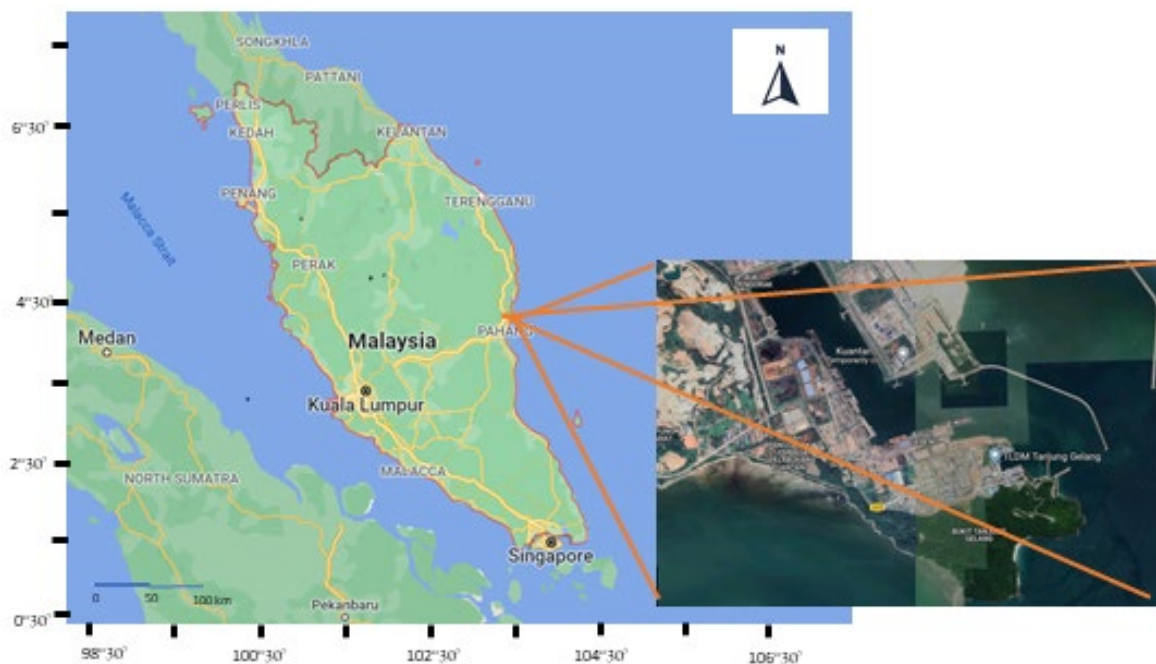 SONGKHLA
N
PATTANI
PERLIS
6°30'
KEDAH
KELANTAN
PENANG
TERENGGANU
Malacca Strait
PERAK
4°30'
PAHANG
Medan
Malaysia
Kuantan
Kuala Lumpur
TLDM Tanjung Gelang
2°30'
MALACCA
NORTH SUMATRA
BUKIT TANJUNG
GELANG
Singapore
0 50 100 km
Pekanbaru
0°30'
98°30' 100°30' 102°30' 104°30' 106°30'